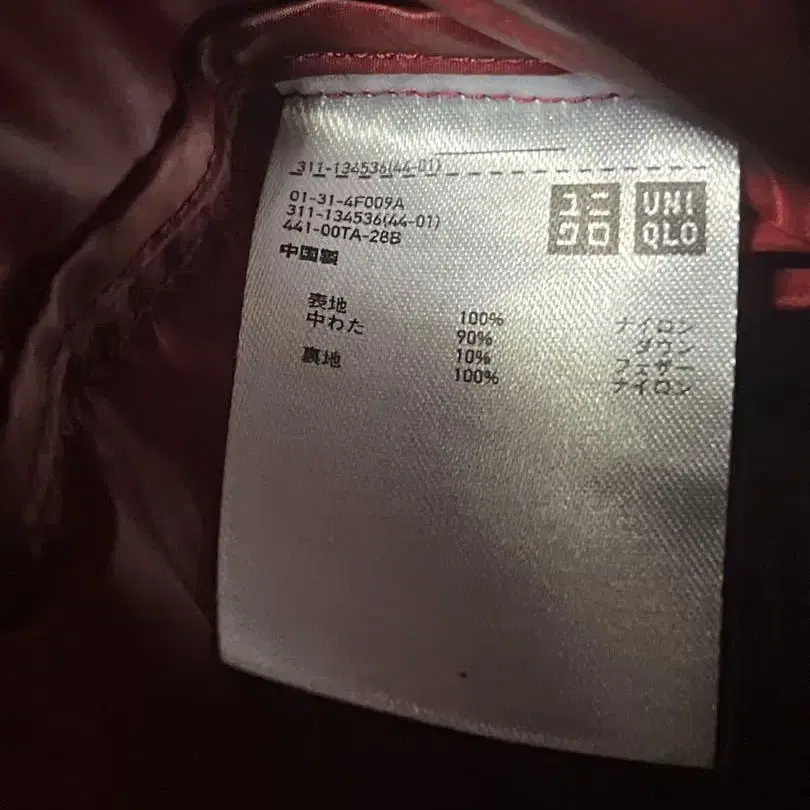 311-134536(44-01)
01-31-4F009A
311-134536(44-01)
441-00TA-28B
中国製
ユニ
クロ
UNI
QLO
表地 100% ナイロン
中わた 90% ダウン
10% フェザー
裏地 100% ナイロン